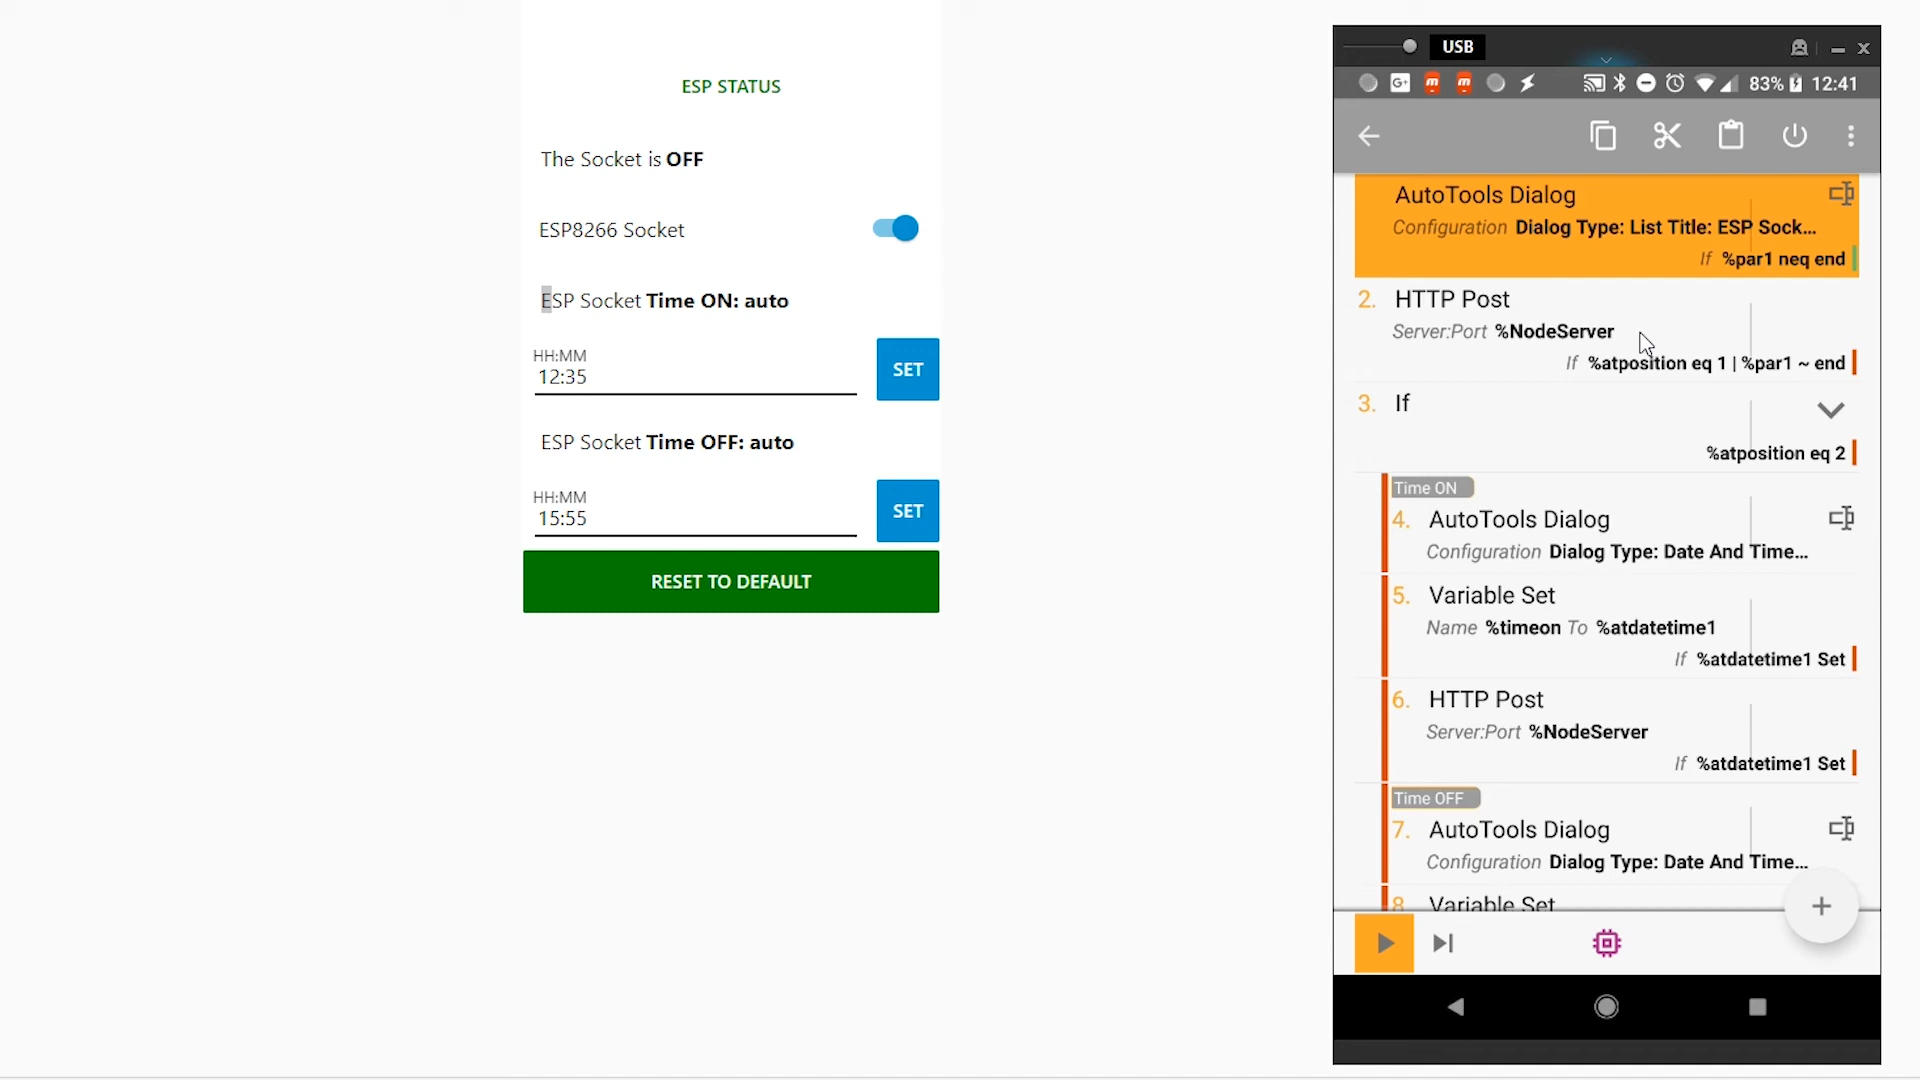 ESP STATUS
The Socket is OFF
ESP8266 Socket
ESP Socket Time ON: auto
HH:MM
12:35
SET
ESP Socket Time OFF: auto
HH:MM
15:55
SET
RESET TO DEFAULT
USB
G+ m m 83% 12:41
AutoTools Dialog
Configuration Dialog Type: List Title: ESP Sock...
If %par1 neq end
2. HTTP Post
Server:Port %NodeServer
If %atposition eq 1 | %par1 ~ end
3. If
%atposition eq 2
Time ON
4. AutoTools Dialog
Configuration Dialog Type: Date And Time...
5. Variable Set
Name %timeon To %atdatetime1
If %atdatetime1 Set
6. HTTP Post
Server:Port %NodeServer
If %atdatetime1 Set
Time OFF
7. AutoTools Dialog
Configuration Dialog Type: Date And Time...
8. Variable Set